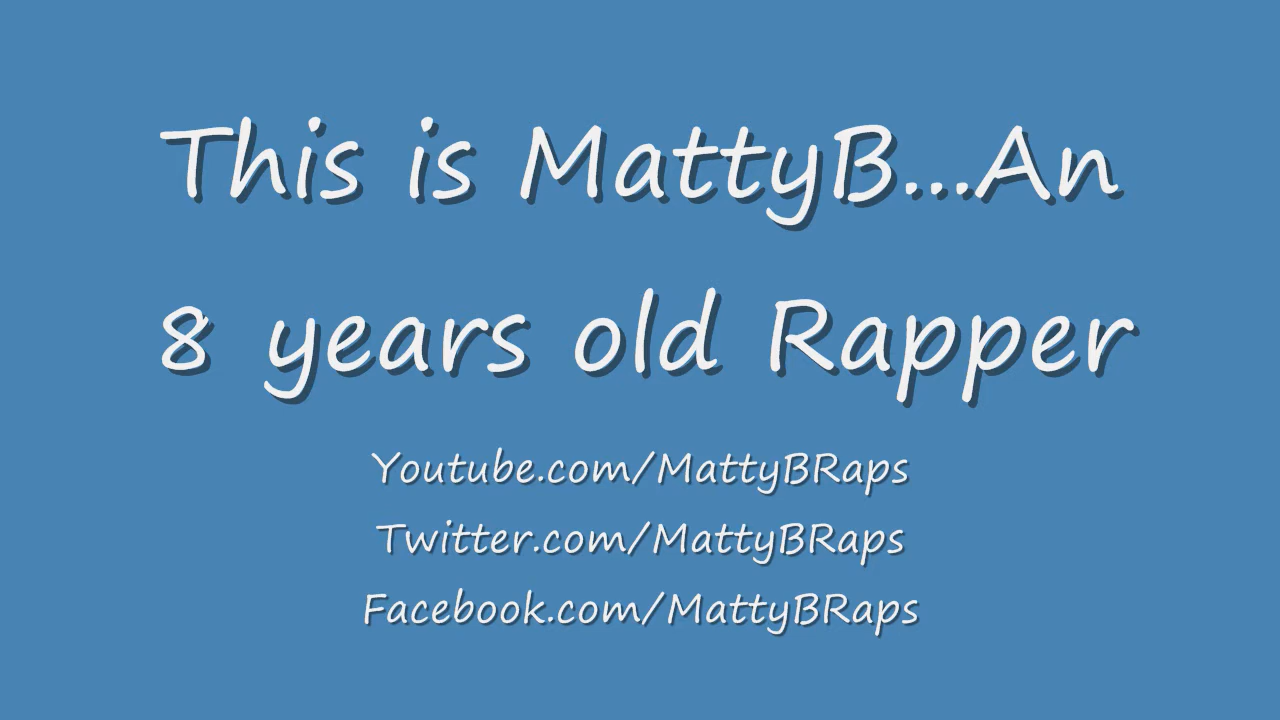 This is MattyB...An
8 years old Rapper
Youtube.com/MattyBRaps
Twitter.com/MattyBRaps
Facebook.com/MattyBRaps